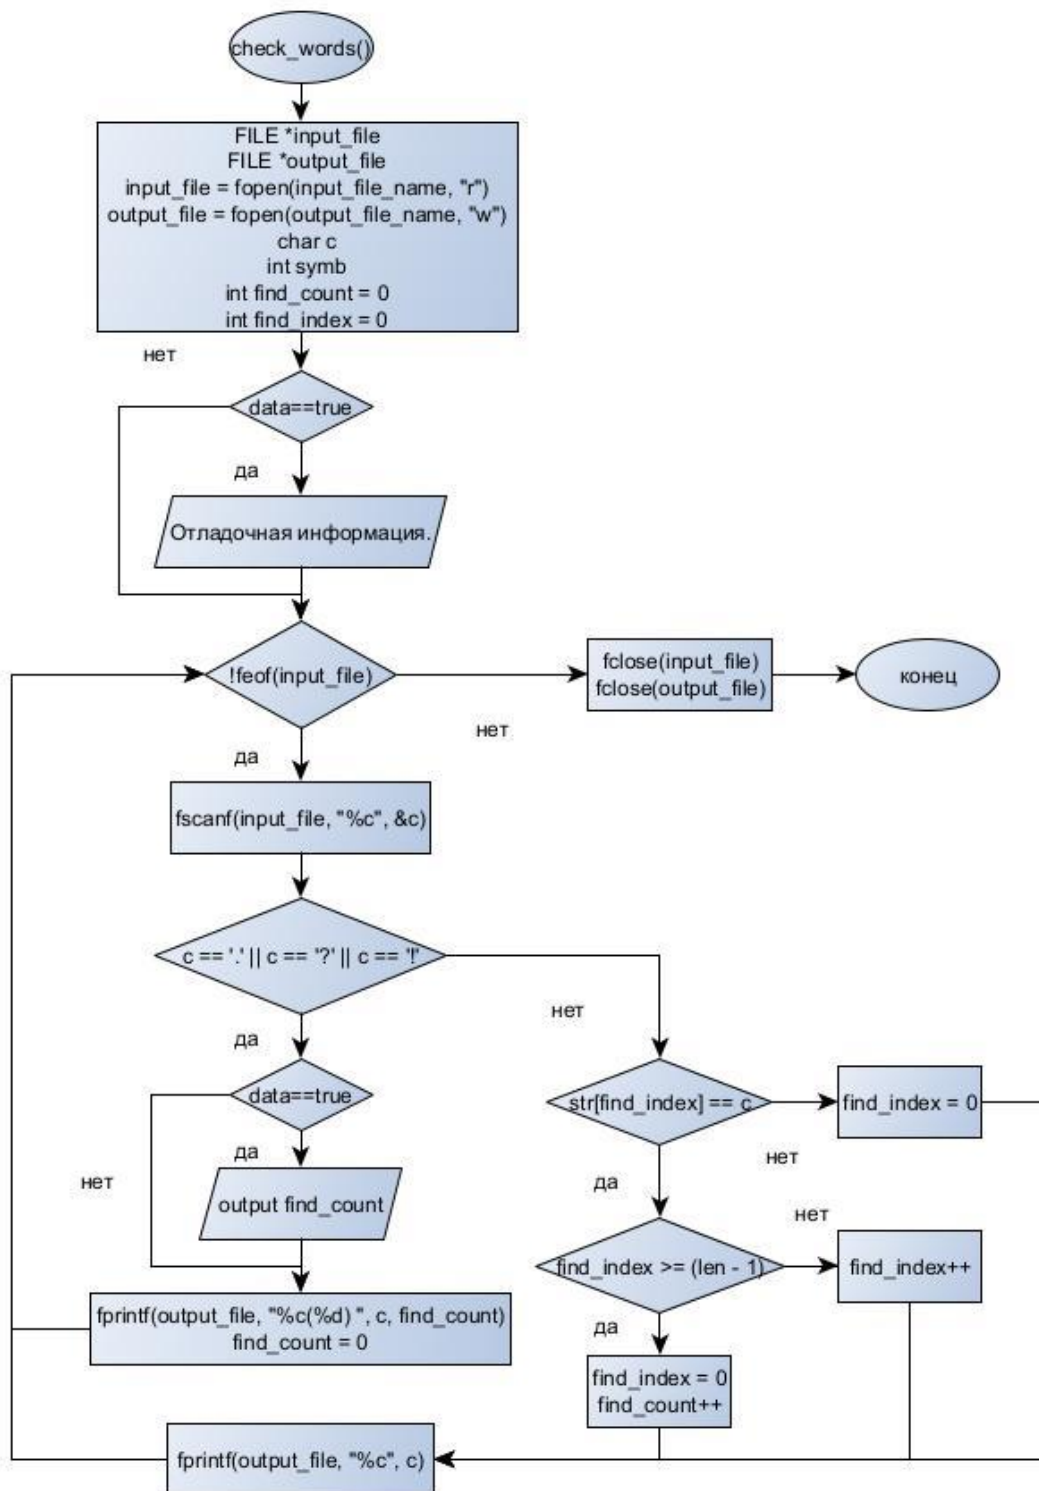 check_words()
FILE *input_file
FILE *output_file
input_file = fopen(input_file_name, "r")
output_file = fopen(output_file_name, "w")
char c
int symb
int find_count = 0
int find_index = 0
нет
data==true
да
Отладочная информация.
!feof(input_file)
fclose(input_file)
fclose(output_file)
конец
нет
да
fscanf(input_file, "%c", &c)
c == '.' || c == '?' || c == '!'
нет
да
data==true
str[find_index] == c
find_index = 0
да
нет
нет
да
output find_count
нет
find_index >= (len - 1)
find_index++
fprintf(output_file, "%c(%d) ", c, find_count)
find_count = 0
да
find_index = 0
find_count++
fprintf(output_file, "%c", c)